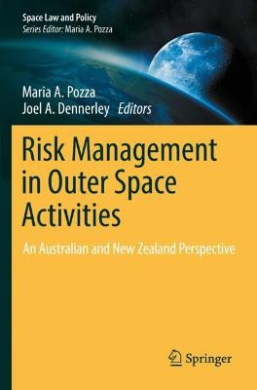 Space Law and Policy
Series Editor: Maria A. Pozza
Maria A. Pozza
Joel A. Dennerley Editors
Risk Management
in Outer Space
Activities
An Australian and New Zealand Perspective
Springer